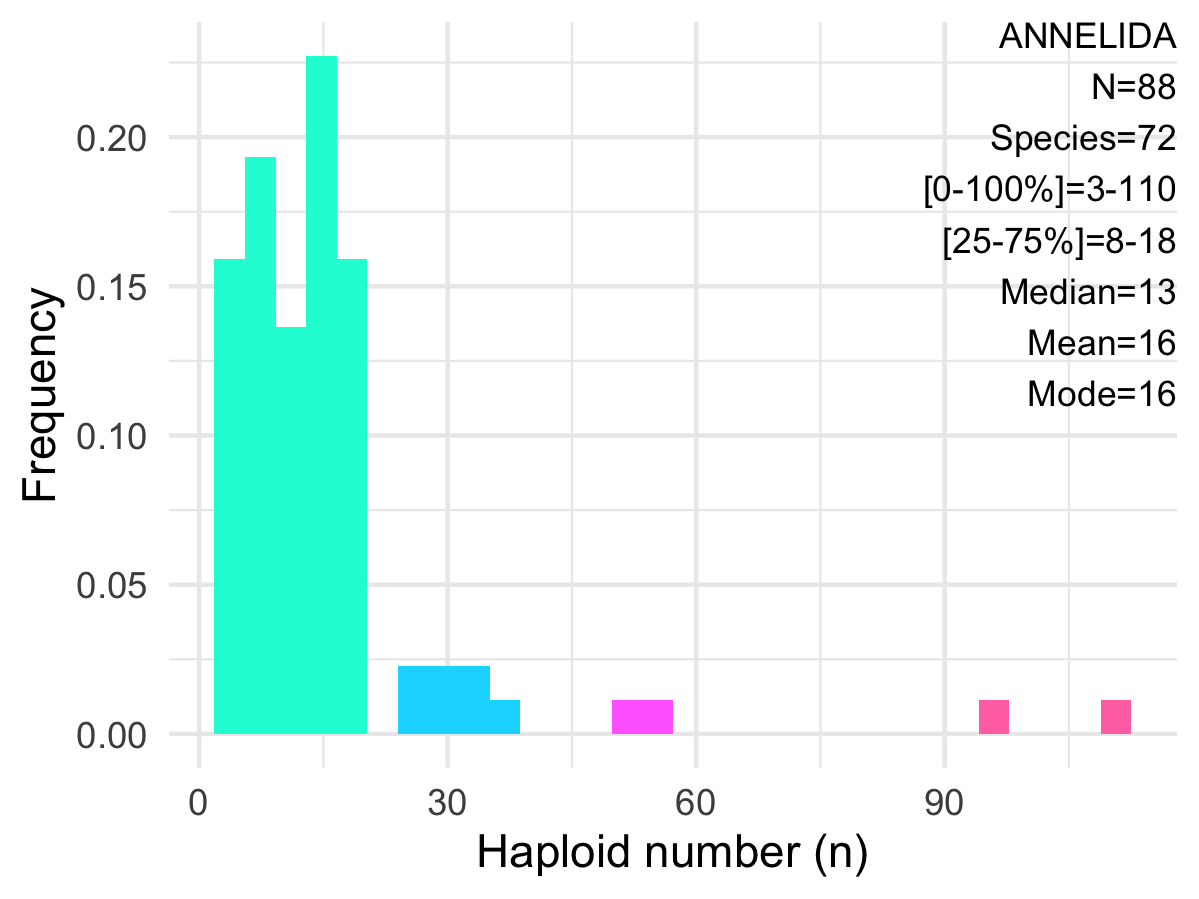 ANNELIDA
N=88
Species=72
[0-100%]=3-110
[25-75%]=8-18
Median=13
Mean=16
Mode=16
Frequency
0.20
0.15
0.10
0.05
0.00
0 30 60 90
Haploid number (n)